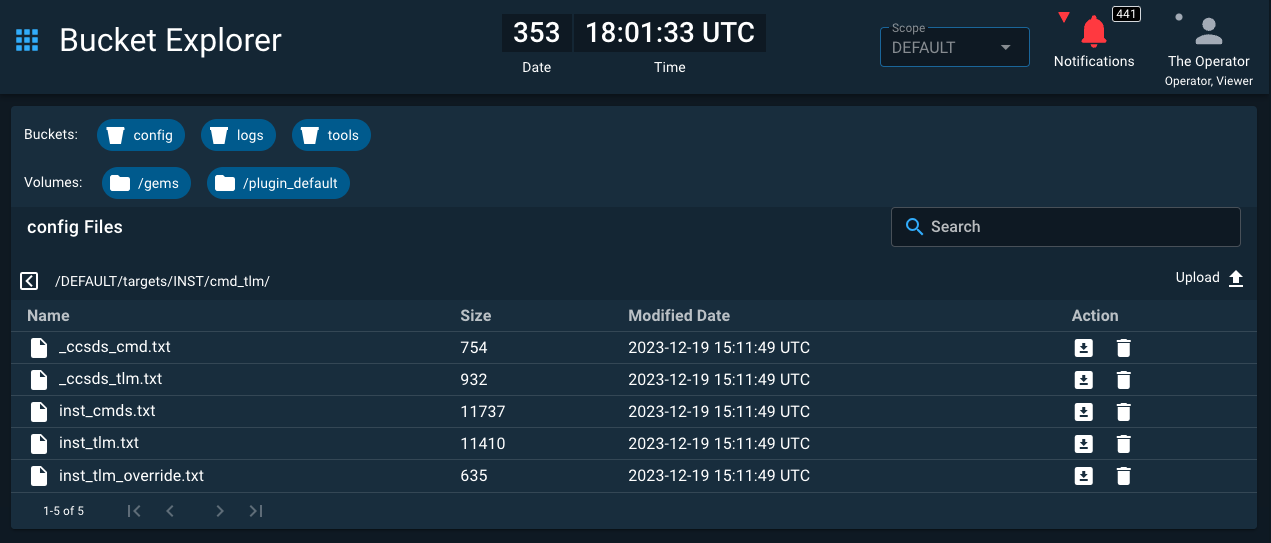 Bucket Explorer
353 18:01:33 UTC
Date Time
Scope
DEFAULT
441
Notifications
The Operator
Operator, Viewer
Buckets: config logs tools
Volumes: /gems /plugin_default
config Files
Search
/DEFAULT/targets/INST/cmd_tlm/
Upload
Name Size Modified Date Action
_ccsds_cmd.txt 754 2023-12-19 15:11:49 UTC
_ccsds_tlm.txt 932 2023-12-19 15:11:49 UTC
inst_cmds.txt 11737 2023-12-19 15:11:49 UTC
inst_tlm.txt 11410 2023-12-19 15:11:49 UTC
inst_tlm_override.txt 635 2023-12-19 15:11:49 UTC
1-5 of 5